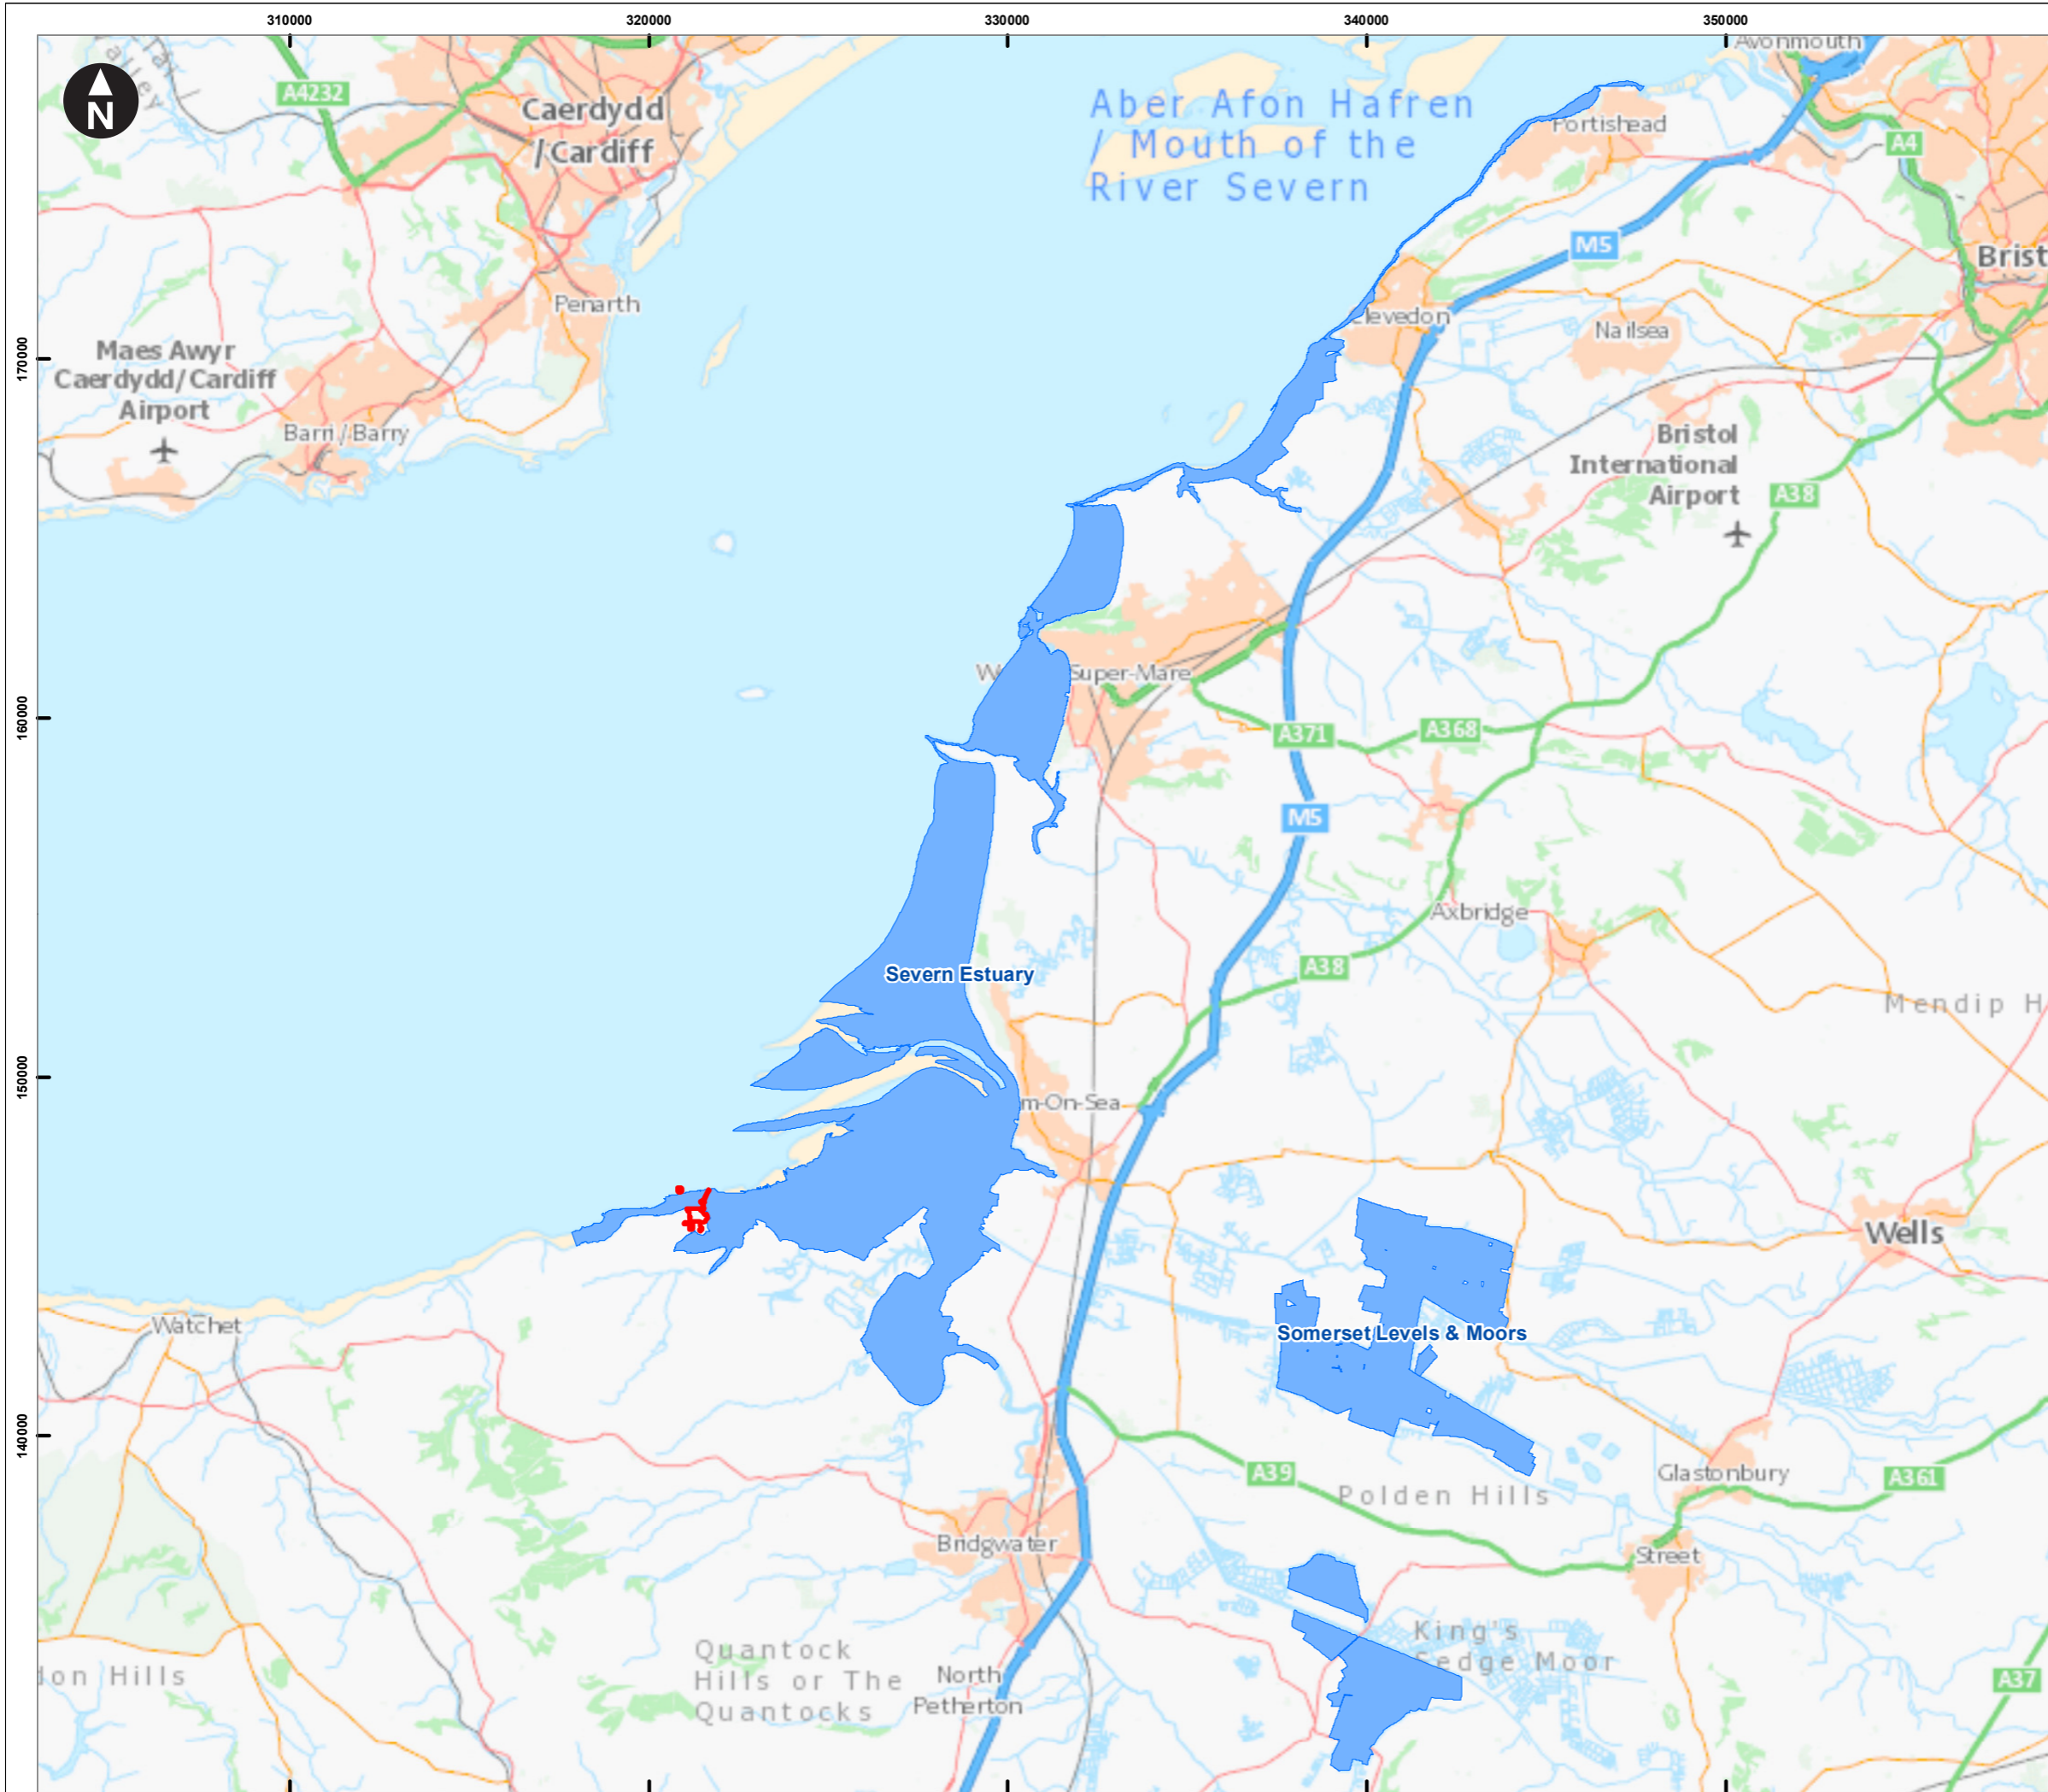 310000
320000
330000
340000
350000
N
A4232
Caerdydd
/Cardiff
Aber Afon Hafren
/ Mouth of the
River Severn
Avonmouth
Portishead
A4
M5
Brist
Penarth
Clevedon
Nailsea
170000
Maes Awyr
Caerdydd/Cardiff
Airport
Barri/Barry
Bristol
International
Airport
A38
Super-Mare
160000
A371
A368
M5
Axbridge
Severn Estuary
A38
Mendip H
150000
m-On-Sea
Wells
Watchet
Somerset Levels & Moors
140000
A39
Polden Hills
Glastonbury
A361
Bridgwater
Street
King's
Sedge Moor
Quantock
Hills or The
Quantocks
North
Petherton
don Hills
A37